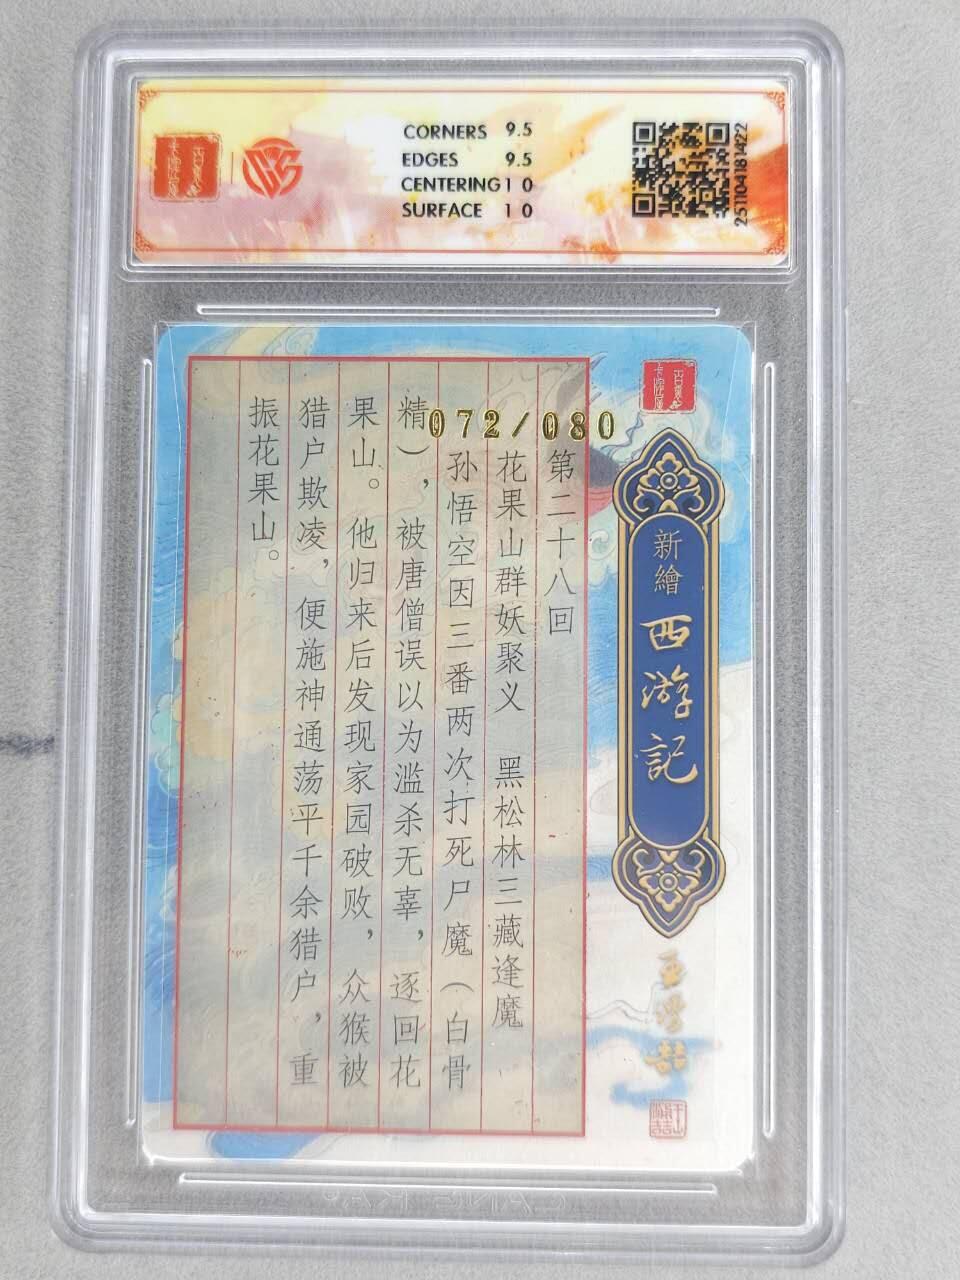 CORNERS 9.5
EDGES 9.5
CENTERING 10
SURFACE 10
251104181422
072/080
新繪西游記
第二十八回
花果山群妖聚义 黑松林三藏逢魔
孙悟空因三番两次打死尸魔（白骨
精），被唐僧误以为滥杀无辜，逐回花
果山。他归来后发现家园破败，众猴被
猎户欺凌，便施神通荡平千余猎户，重
振花果山。